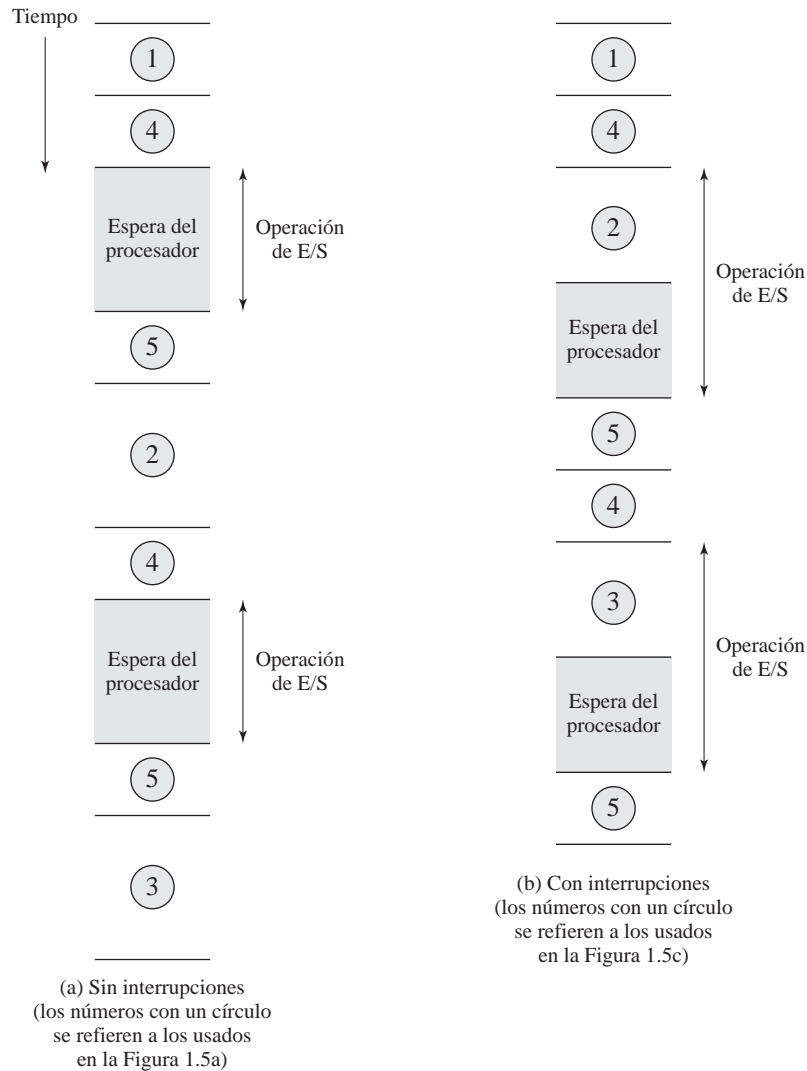 Tiempo
1
4
Espera del
procesador
Operación
de E/S
5
2
4
Espera del
procesador
Operación
de E/S
5
3
(a) Sin interrupciones
(los números con un círculo
se refieren a los usados
en la Figura 1.5a)
1
4
2
Operación
de E/S
Espera del
procesador
5
4
3
Operación
de E/S
Espera del
procesador
5
(b) Con interrupciones
(los números con un círculo
se refieren a los usados
en la Figura 1.5c)